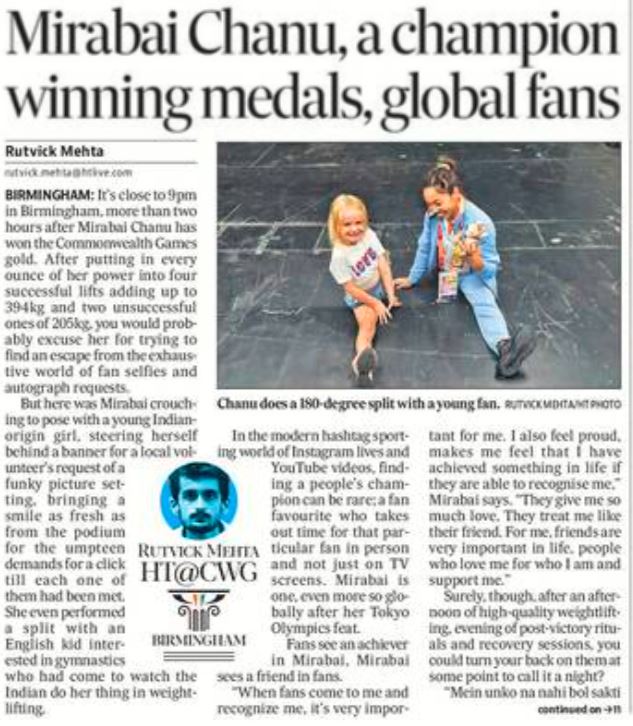 Mirabai Chanu, a champion
winning medals, global fans
Rutvick Mehta
rutvick.mehta@htlive.com
BIRMINGHAM: It's close to 9pm
in Birmingham, more than two
hours after Mirabai Chanu has
won the Commonwealth Games
gold. After putting in every
ounce of her power into four
successful lifts adding up to
394kg and two unsuccessful
ones of 205kg, you would prob-
ably excuse her for trying to
find an escape from the exhaus-
tive world of fan selfies and
autograph requests.
But here was Mirabai crouch-
ing to pose with a young Indian-
origin girl, steering herself
behind a banner for a local vol-
unteer's request of a
funky picture set-
ting, bringing a
smile as fresh as
from the podium
for the umpteen
demands for a click
till each one of
them had been met.
She even performed
a split with an
English kid inter-
ested in gymnastics
who had come to watch the
Indian do her thing in weight-
lifting.
RUTVICK MEHTA
HT@CWG
BIRMINGHAM
LOVE
Chanu does a 180-degree split with a young fan. RUTVICK MEHTA/HT PHOTO
In the modern hashtag sport-
ing world of Instagram lives and
YouTube videos, find-
ing a people's cham-
pion can be rare; a fan
favourite who takes
out time for that par-
ticular fan in person
and not just on TV
screens. Mirabai is
one, even more so glo-
bally after her Tokyo
Olympics feat.
Fans see an achiever
in Mirabai, Mirabai
sees a friend in fans.
"When fans come to me and
recognize me, it's very impor-
tant for me. I also feel proud,
makes me feel that I have
achieved something in life if
they are able to recognise me,"
Mirabai says. "They give me so
much love. They treat me like
their friend. For me, friends are
very important in life, people
who love me for who I am and
support me."
Surely, though, after an after-
noon of high-quality weightlift-
ing, evening of post-victory ritu-
als and recovery sessions, you
could turn your back on them at
some point to call it a night?
"Mein unko na nahi bol sakti
continued on →11